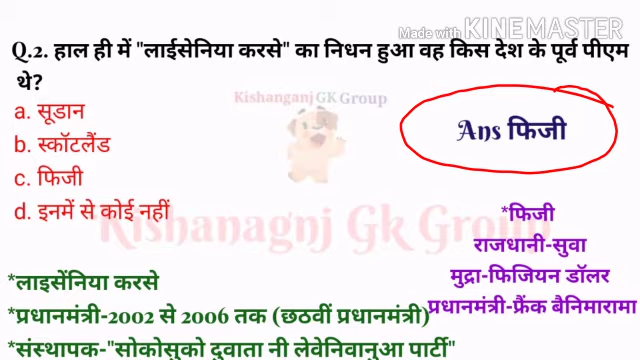 Made with KINEMASTER
Q.2. हाल ही में "लाईसेनिया करसे" का निधन हुआ वह किस देश के पूर्व पीएम
थे?
Kishanganj GK Group
a. सूडान
b. स्कॉटलैंड
c. फिजी
d. इनमें से कोई नहीं
Ans फिजी
Kishanagnj Gk Group
*फिजी
राजधानी-सुवा
मुद्रा-फिजियन डॉलर
प्रधानमंत्री-फ्रैंक बैनिमारामा
*लाइसेंनिया करसे
*प्रधानमंत्री-2002 से 2006 तक (छठवीं प्रधानमंत्री)
*संस्थापक-"सोकोसुको दुवाता नी लेवेनिवानुआ पार्टी"